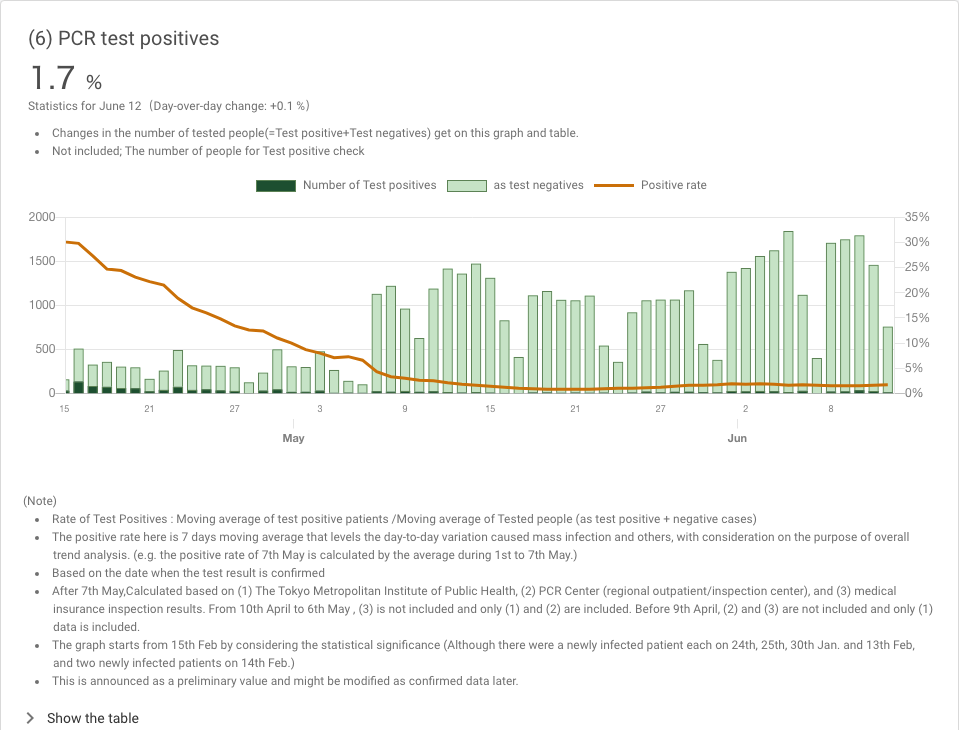 (6) PCR test positives
1.7 %
Statistics for June 12（Day-over-day change: +0.1 %）
Changes in the number of tested people(=Test positive+Test negatives) get on this graph and table.
Not included; The number of people for Test positive check
Number of Test positives as test negatives Positive rate
2000 35%
30%
1500 25%
20%
1000 15%
10%
500 5%
0 0%
15 21 27 3 9 15 21 27 2 8
May Jun
(Note)
Rate of Test Positives : Moving average of test positive patients /Moving average of Tested people (as test positive + negative cases)
The positive rate here is 7 days moving average that levels the day-to-day variation caused mass infection and others, with consideration on the purpose of overall
trend analysis. (e.g. the positive rate of 7th May is calculated by the average during 1st to 7th May.)
Based on the date when the test result is confirmed
After 7th May,Calculated based on (1) The Tokyo Metropolitan Institute of Public Health, (2) PCR Center (regional outpatient/inspection center), and (3) medical
insurance inspection results. From 10th April to 6th May , (3) is not included and only (1) and (2) are included. Before 9th April, (2) and (3) are not included and only (1)
data is included.
The graph starts from 15th Feb by considering the statistical significance (Although there were a newly infected patient each on 24th, 25th, 30th Jan. and 13th Feb,
and two newly infected patients on 14th Feb.)
This is announced as a preliminary value and might be modified as confirmed data later.
Show the table